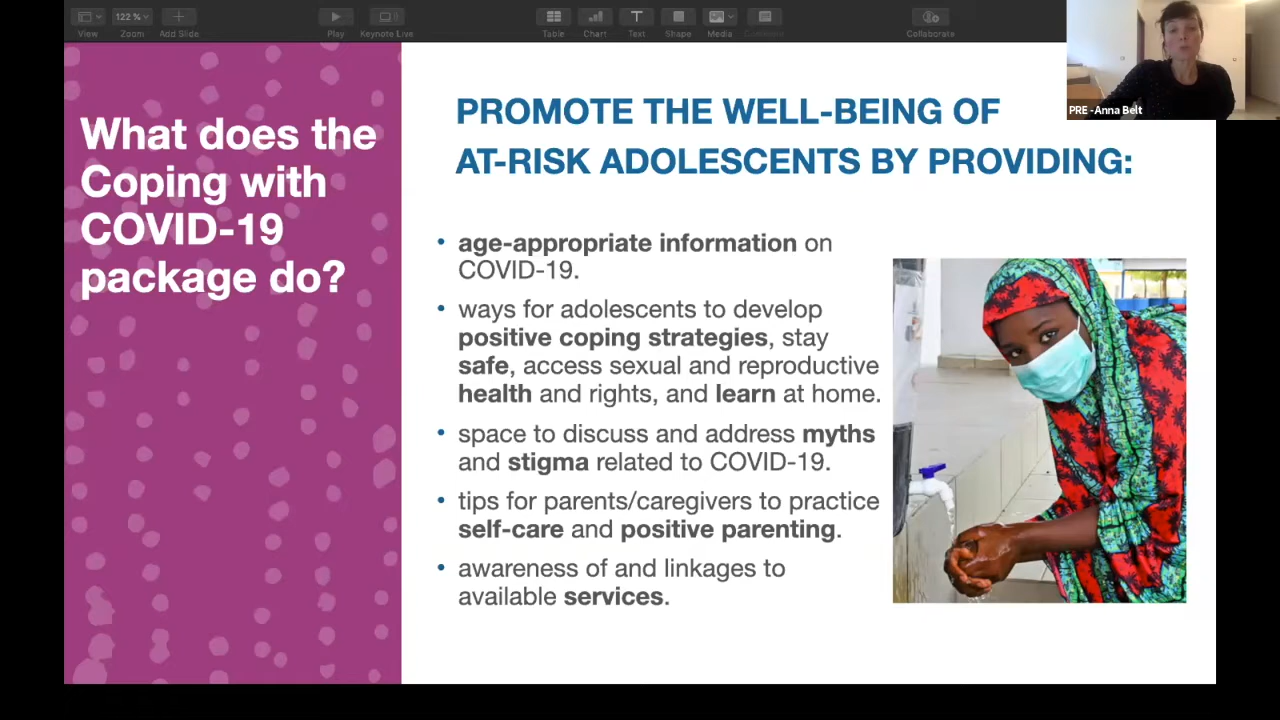 122 %
View
Zoom
Add Slide
Play
Keynote Live
Table
Chart
Text
Shape
Media
Collaborate
PRE - Anna Belt
What does the
Coping with
COVID-19
package do?
PROMOTE THE WELL-BEING OF
AT-RISK ADOLESCENTS BY PROVIDING:
• age-appropriate information on
COVID-19.
• ways for adolescents to develop
positive coping strategies, stay
safe, access sexual and reproductive
health and rights, and learn at home.
• space to discuss and address myths
and stigma related to COVID-19.
• tips for parents/caregivers to practice
self-care and positive parenting.
• awareness of and linkages to
available services.